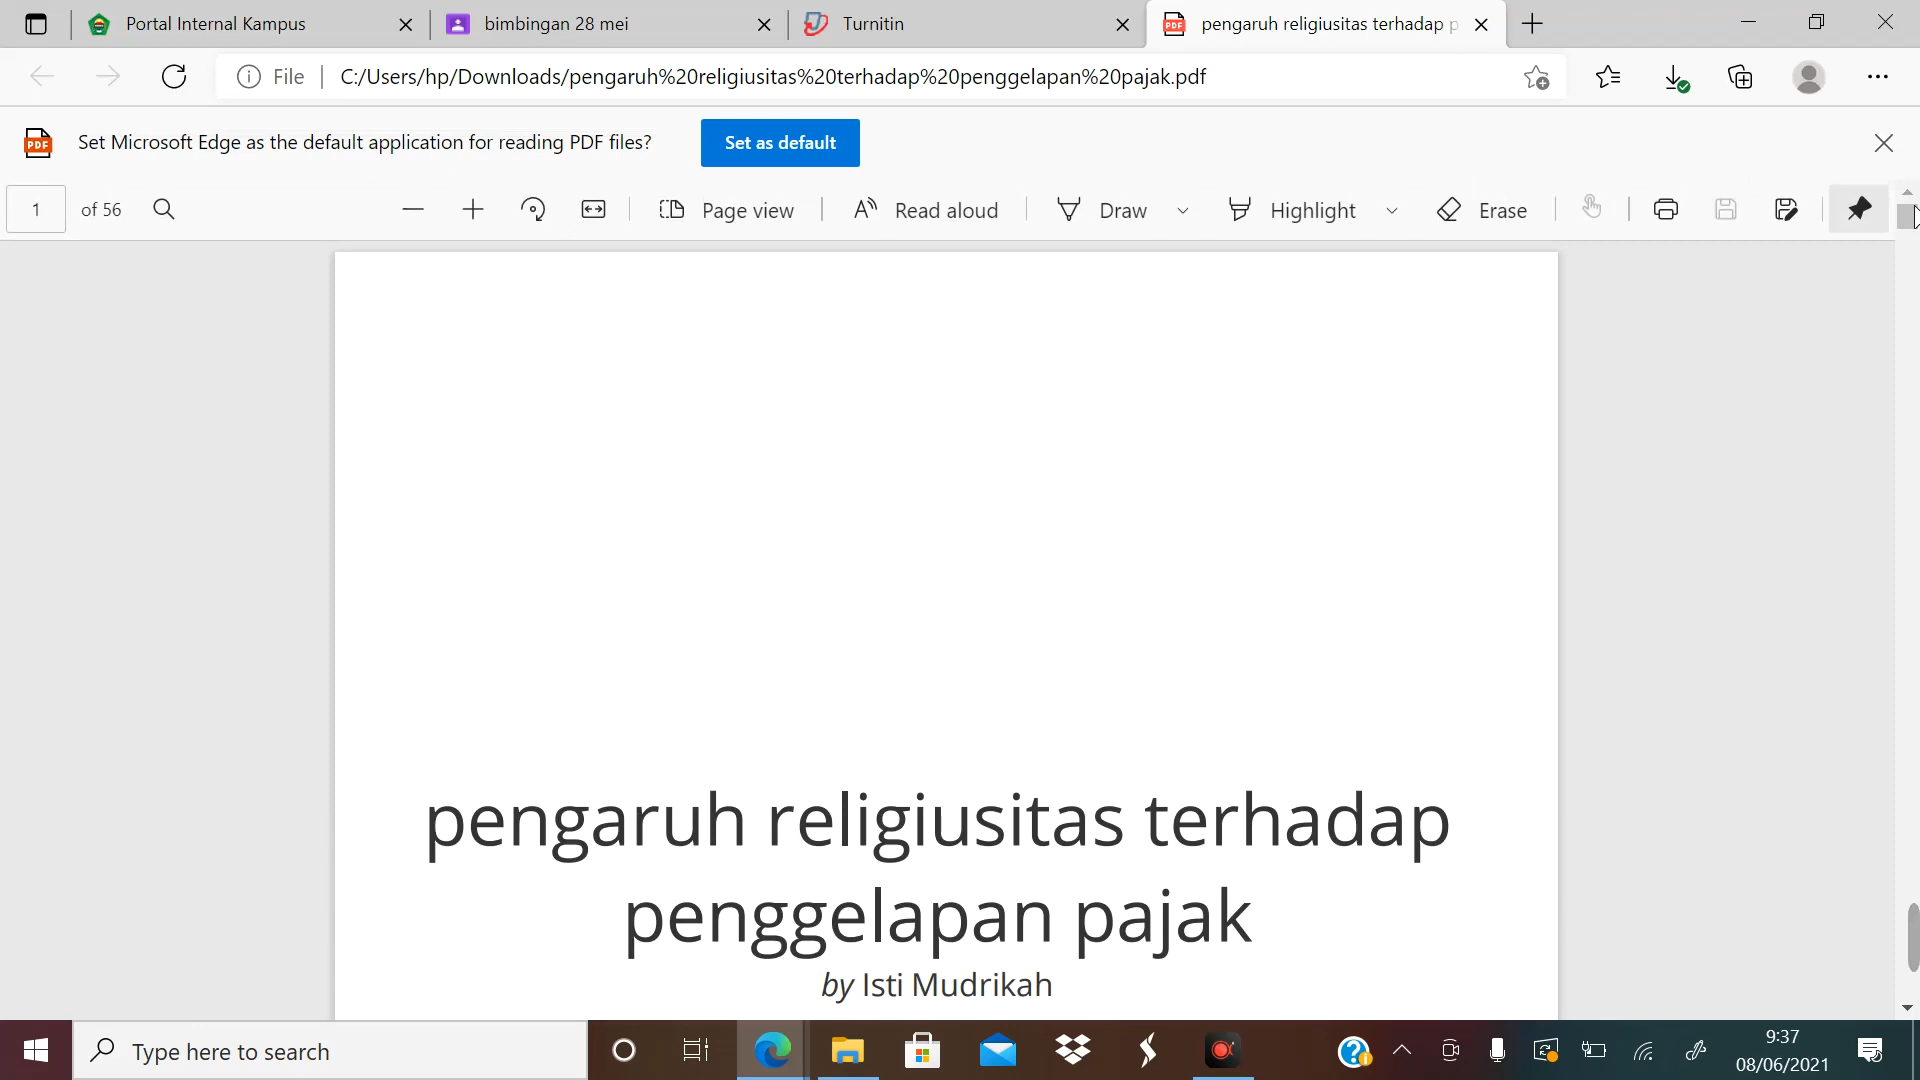 Portal Internal Kampus
bimbingan 28 mei
Turnitin
pengaruh religiusitas terhadap p
File
C:/Users/hp/Downloads/pengaruh%20religiusitas%20terhadap%20penggelapan%20pajak.pdf
PDF
Set Microsoft Edge as the default application for reading PDF files?
Set as default
1
of 56
Page view
Read aloud
Draw
Highlight
Erase
pengaruh religiusitas terhadap
penggelapan pajak
by Isti Mudrikah
Type here to search
9:37
08/06/2021